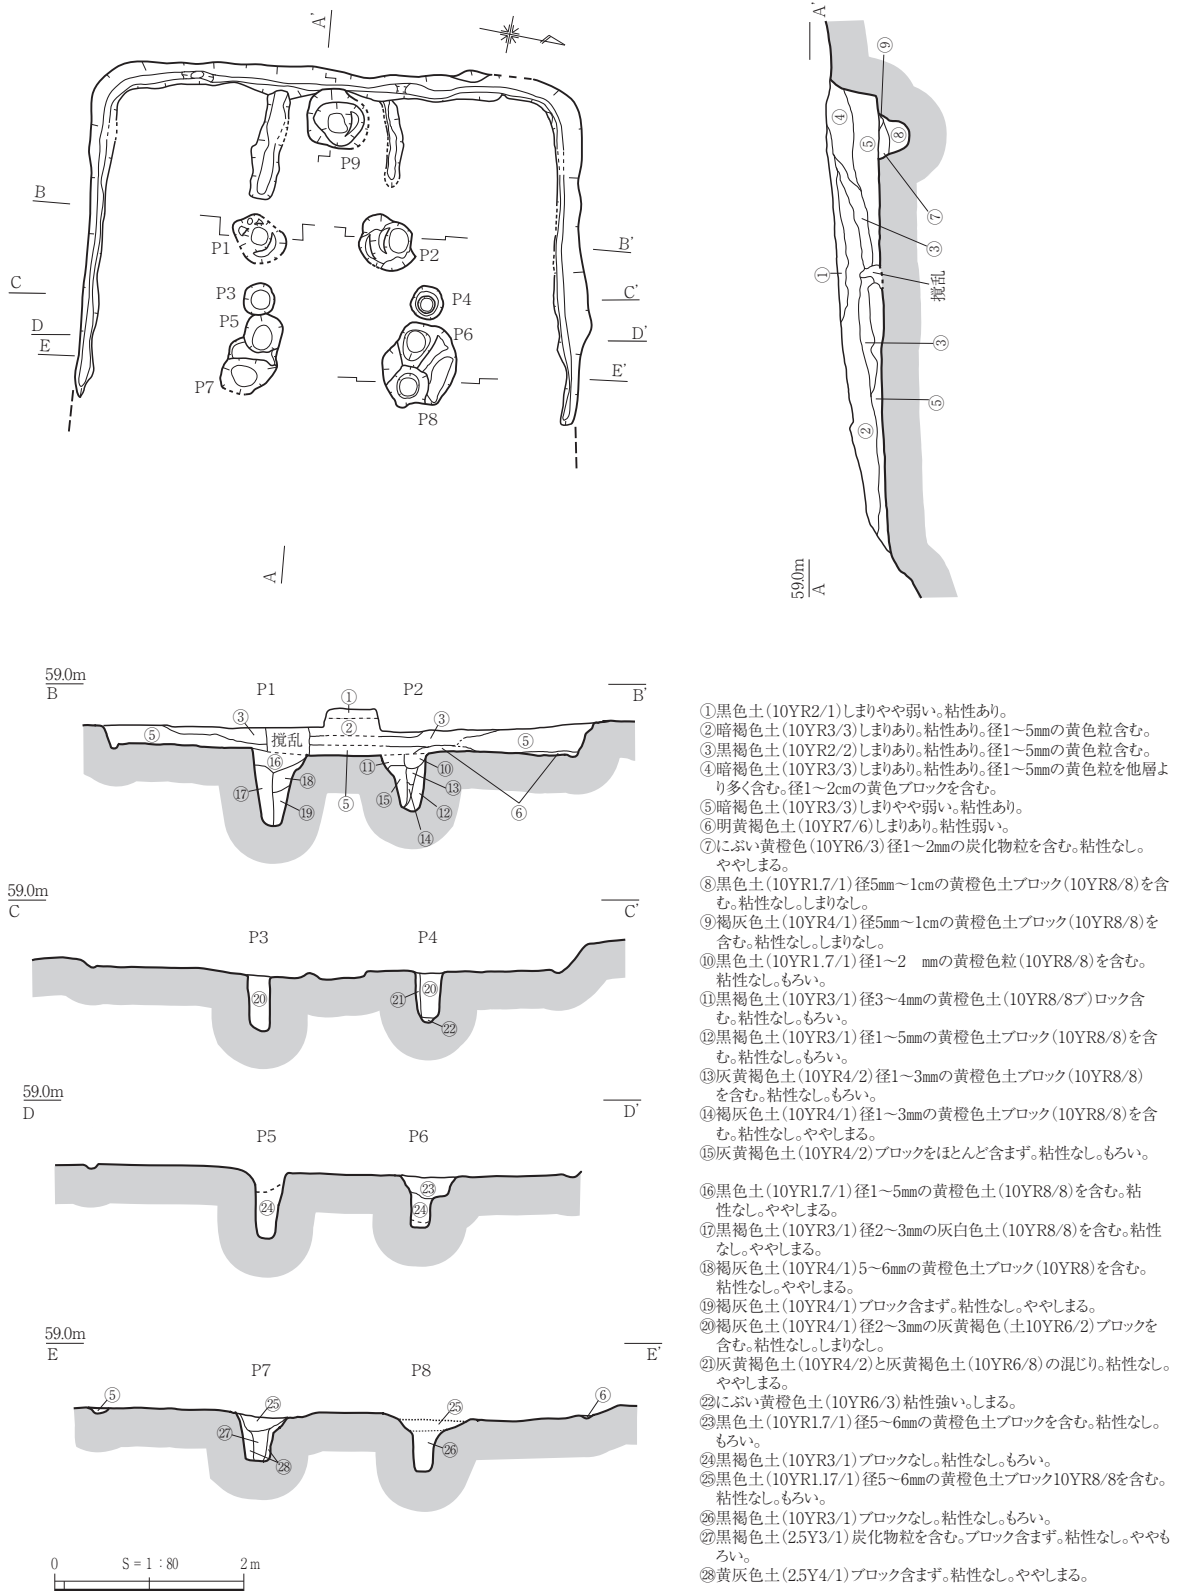 A'
P9
B
P1
P2
B'
C
P3
P4
C'
D
P5
P6
D'
E
P7
P8
E'
A
A'
⑨
④
⑤
⑧
⑦
③
①
撹乱
③
⑤
②
59.0m
A
59.0m
B
P1
P2
B'
①
③
②
③
⑤
撹乱
⑤
⑯
⑪
⑩
⑰
⑱
⑮
⑬
⑲
⑤
⑫
⑥
⑭
59.0m
C
C'
P3
P4
⑳
㉑
⑳
㉒
59.0m
D
D'
P5
P6
㉓
㉔
㉔
59.0m
E
E'
P7
P8
⑤
㉕
㉕
⑥
㉗
㉖
㉘
0
S = 1 : 80
2 m
①黒色土(10YR2/1)しまりやや弱い。粘性あり。
②暗褐色土(10YR3/3)しまりあり。粘性あり。径1~5㎜の黄色粒含む。
③黒褐色土(10YR2/2)しまりあり。粘性あり。径1~5㎜の黄色粒含む。
④暗褐色土(10YR3/3)しまりあり。粘性あり。径1~5㎜の黄色粒を他層よ
り多く含む。径1~2㎝の黄色ブロックを含む。
⑤暗褐色土(10YR3/3)しまりやや弱い。粘性あり。
⑥明黄褐色土(10YR7/6)しまりあり。粘性弱い。
⑦にぶい黄橙色(10YR6/3)径1~2㎜の炭化物粒を含む。粘性なし。
ややしまる。
⑧黒色土(10YR1.7/1)径5㎜~1㎝の黄橙色土ブロック(10YR8/8)を含
む。粘性なし。しまりなし。
⑨褐灰色土(10YR4/1)径5㎜~1㎝の黄橙色土ブロック(10YR8/8)を
含む。粘性なし。しまりなし。
⑩黒色土(10YR1.7/1)径1~2 ㎜の黄橙色粒(10YR8/8)を含む。
粘性なし。もろい。
⑪黒褐色土(10YR3/1)径3~4㎜の黄橙色土(10YR8/8ブ)ロック含
む。粘性なし。もろい。
⑫黒褐色土(10YR3/1)径1~5㎜の黄橙色土ブロック(10YR8/8)を含
む。粘性なし。もろい。
⑬灰黄褐色土(10YR4/2)径1~3㎜の黄橙色土ブロック(10YR8/8)
を含む。粘性なし。もろい。
⑭褐灰色土(10YR4/1)径1~3㎜の黄橙色土ブロック(10YR8/8)を含
む。粘性なし。ややしまる。
⑮灰黄褐色土(10YR4/2)ブロックをほとんど含まず。粘性なし。もろい。
⑯黒色土(10YR1.7/1)径1~5㎜の黄橙色土(10YR8/8)を含む。粘
性なし。ややしまる。
⑰黒褐色土(10YR3/1)径2~3㎜の灰白色土(10YR8/8)を含む。粘性
なし。ややしまる。
⑱褐灰色土(10YR4/1)5~6㎜の黄橙色土ブロック(10YR8)を含む。
粘性なし。ややしまる。
⑲褐灰色土(10YR4/1)ブロック含まず。粘性なし。ややしまる。
⑳褐灰色土(10YR4/1)径2~3㎜の灰黄褐色(土10YR6/2)ブロックを
含む。粘性なし。しまりなし。
㉑灰黄褐色土(10YR4/2)と灰黄褐色土(10YR6/8)の混じり。粘性なし。
ややしまる。
㉒にぶい黄橙色土(10YR6/3)粘性強い。しまる。
㉓黒色土(10YR1.7/1)径5~6㎜の黄橙色土ブロックを含む。粘性なし。
もろい。
㉔黒褐色土(10YR3/1)ブロックなし。粘性なし。もろい。
㉕黒色土(10YR1.17/1)径5~6㎜の黄橙色土ブロック10YR8/8を含む。
粘性なし。もろい。
㉖黒褐色土(10YR3/1)ブロックなし。粘性なし。もろい。
㉗黒褐色土(2.5Y3/1)炭化物粒を含む。ブロック含まず。粘性なし。ややも
ろい。
㉘黄灰色土(2.5Y4/1)ブロック含まず。粘性なし。ややしまる。